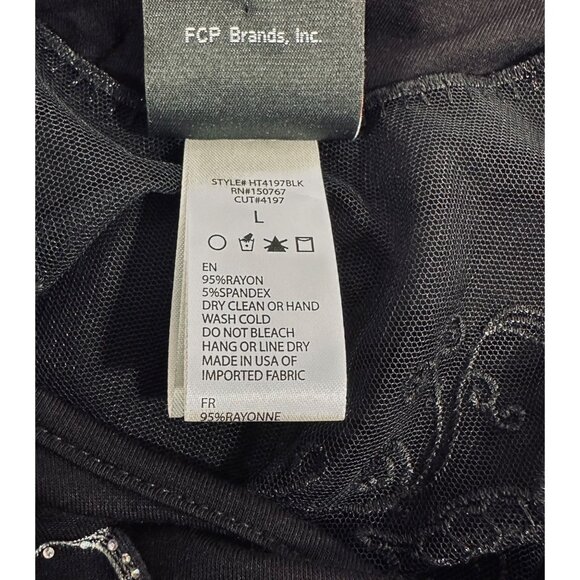 FCP Brands, Inc.
STYLE# HT4197BLK
RN#150767
CUT#4197
L
EN
95%RAYON
5%SPANDEX
DRY CLEAN OR HAND
WASH COLD
DO NOT BLEACH
HANG OR LINE DRY
MADE IN USA OF
IMPORTED FABRIC
FR
95%RAYONNE